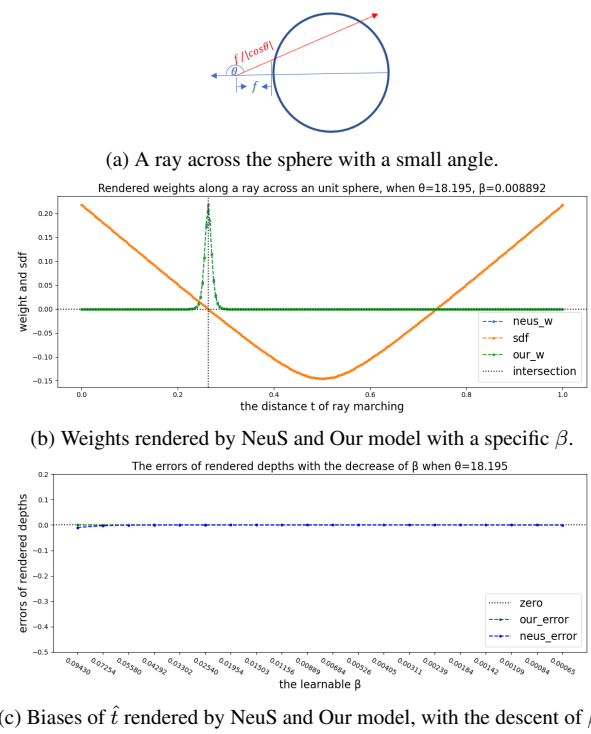 f /|cosθ|
θ
f
(a) A ray across the sphere with a small angle.
Rendered weights along a ray across an unit sphere, when θ=18.195, β=0.008892
weight and sdf
0.20
0.15
0.10
0.05
0.00
−0.05
−0.10
−0.15
neus_w
sdf
our_w
intersection
0.0 0.2 0.4 0.6 0.8 1.0
the distance t of ray marching
(b) Weights rendered by NeuS and Our model with a specific β.
The errors of rendered depths with the decrease of β when θ=18.195
errors of rendered depths
0.2
0.1
0.0
−0.1
−0.2
−0.3
−0.4
−0.5
zero
our_error
neus_error
0.09430 0.07254 0.05580 0.04292 0.03302 0.02540 0.01954 0.01503 0.01156 0.00889 0.00684 0.00526 0.00405 0.00311 0.00239 0.00184 0.00142 0.00109 0.00084 0.00065
the learnable β
(c) Biases of t̂ rendered by NeuS and Our model, with the descent of β